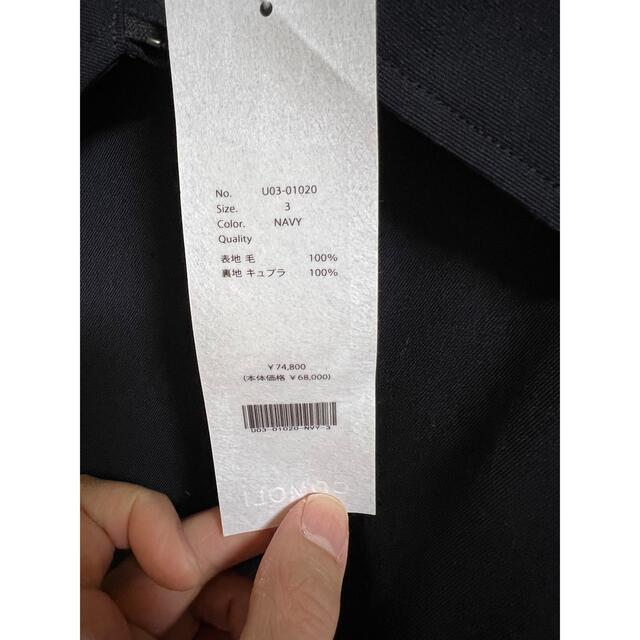 No. U03-01020
Size. 3
Color. NAVY
Quality
表地 毛 100%
裏地 キュプラ 100%
¥74,800
(本体価格 ¥68,000)
U03-01020-NVY-3